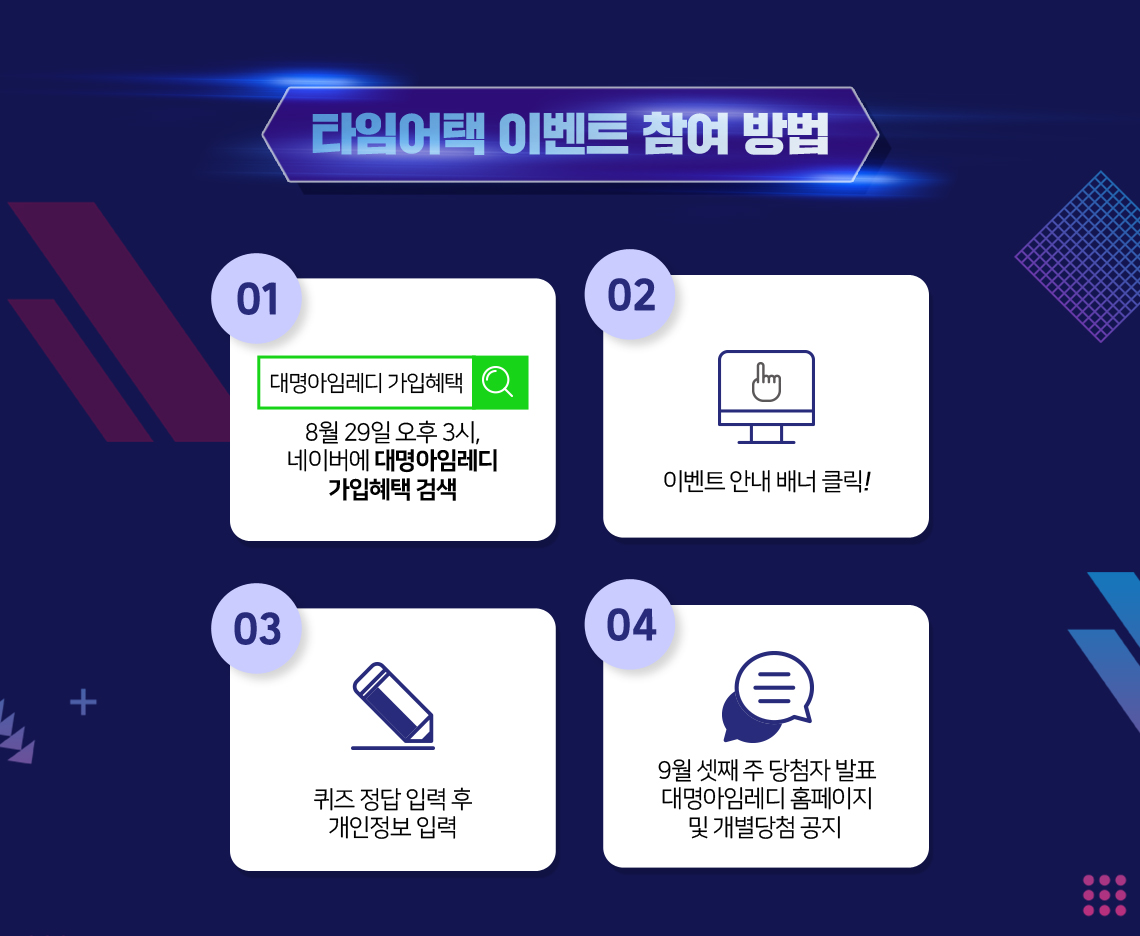 타임어택 이벤트 참여 방법
01
대명아임레디 가입혜택
8월 29일 오후 3시,
네이버에 대명아임레디
가입혜택 검색
02
이벤트 안내 배너 클릭!
03
퀴즈 정답 입력 후
개인정보 입력
04
9월 셋째 주 당첨자 발표
대명아임레디 홈페이지
및 개별당첨 공지